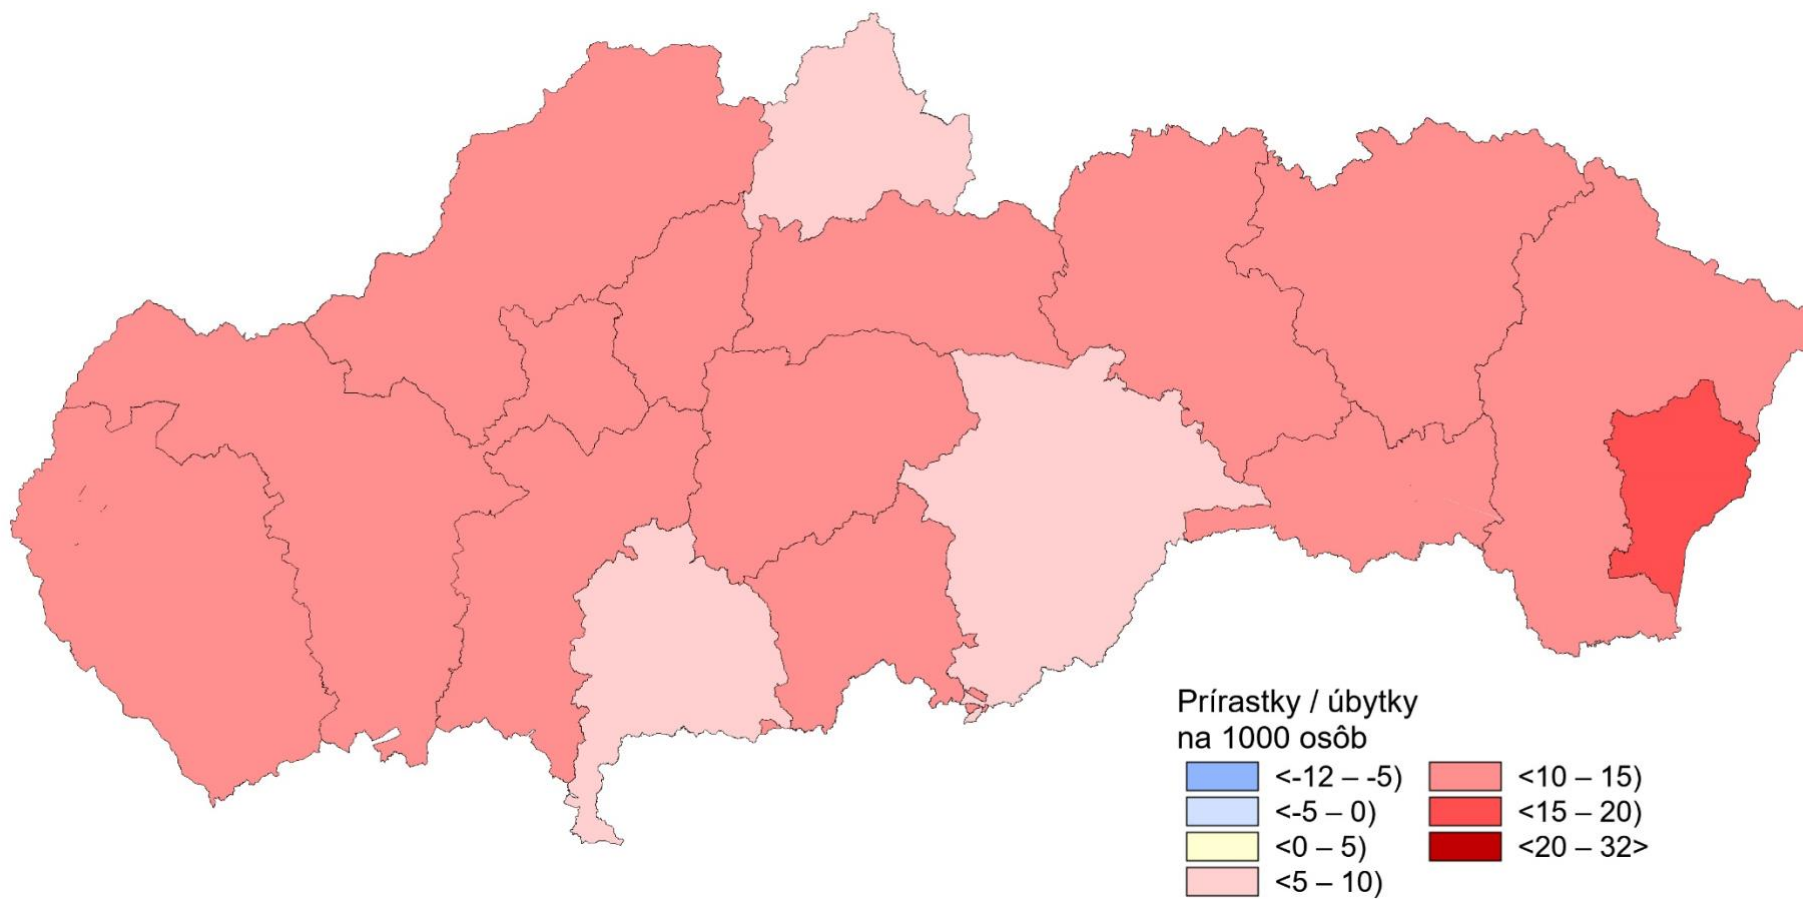 Prírastky / úbytky
na 1000 osôb
<-12 – -5)
<-5 – 0)
<0 – 5)
<5 – 10)
<10 – 15)
<15 – 20)
<20 – 32>